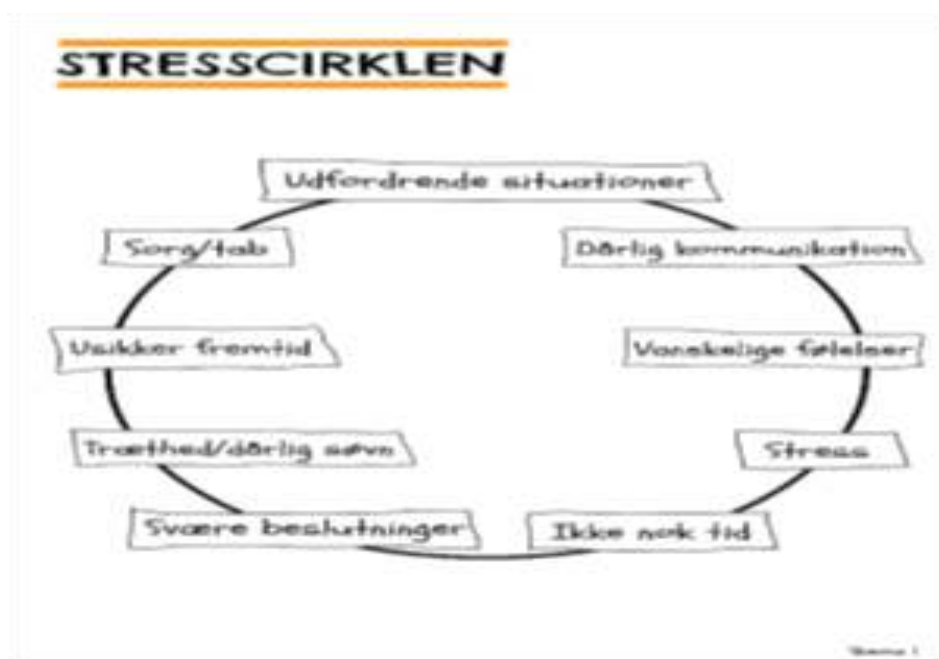 STRESSCIRKLEN
Udfordrende situationer
Dårlig kommunikation
Vanskelige følelser
Stress
Ikke nok tid
Svære beslutninger
Træthed/dårlig søvn
Usikker fremtid
Sorg/tab